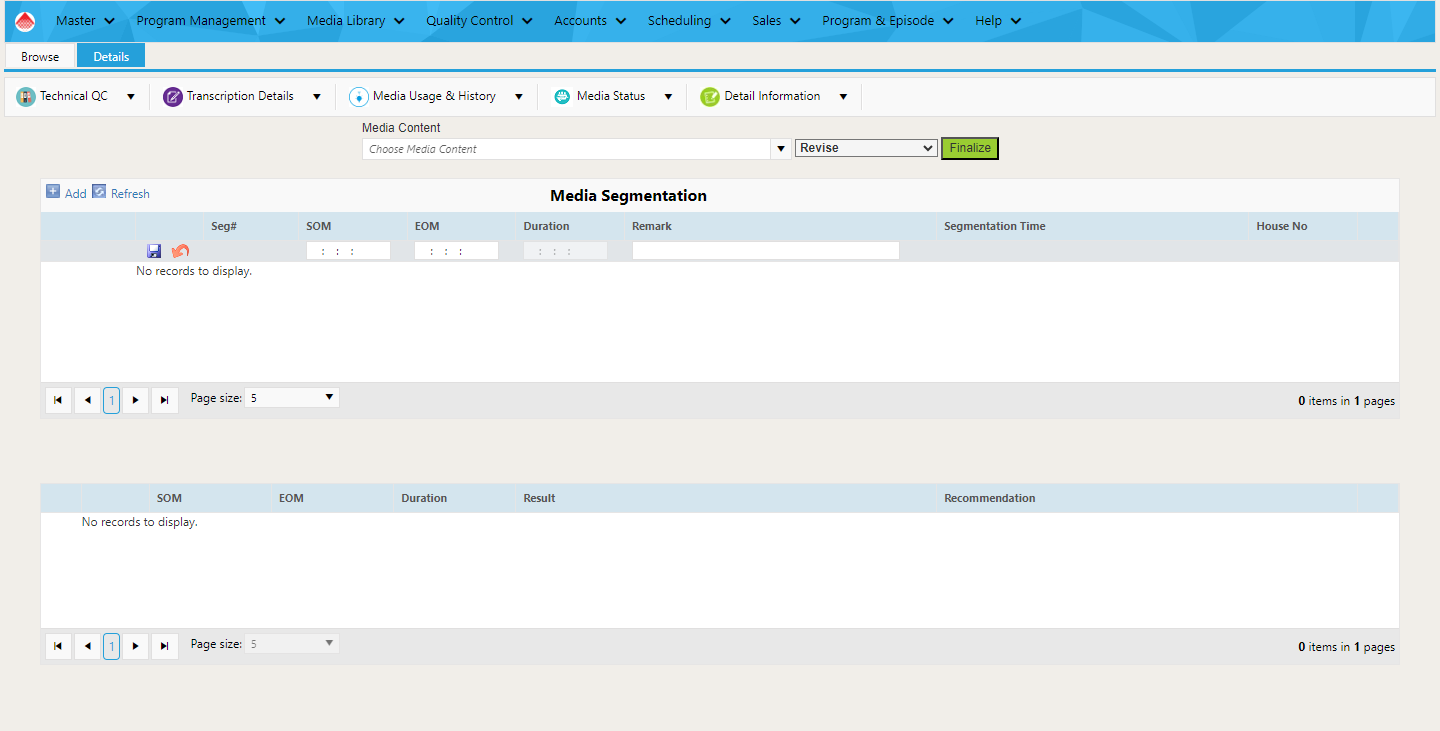 Master Program Management Media Library Quality Control Accounts Scheduling Sales Program & Episode Help
Browse Details
Technical QC Transcription Details Media Usage & History Media Status Detail Information
Media Content
Choose Media Content Revise Finalize
Add Refresh Media Segmentation
Seg# SOM EOM Duration Remark Segmentation Time House No
: : : : : : : : :
No records to display.
1 Page size: 5 0 items in 1 pages
SOM EOM Duration Result Recommendation
No records to display.
1 Page size: 5 0 items in 1 pages